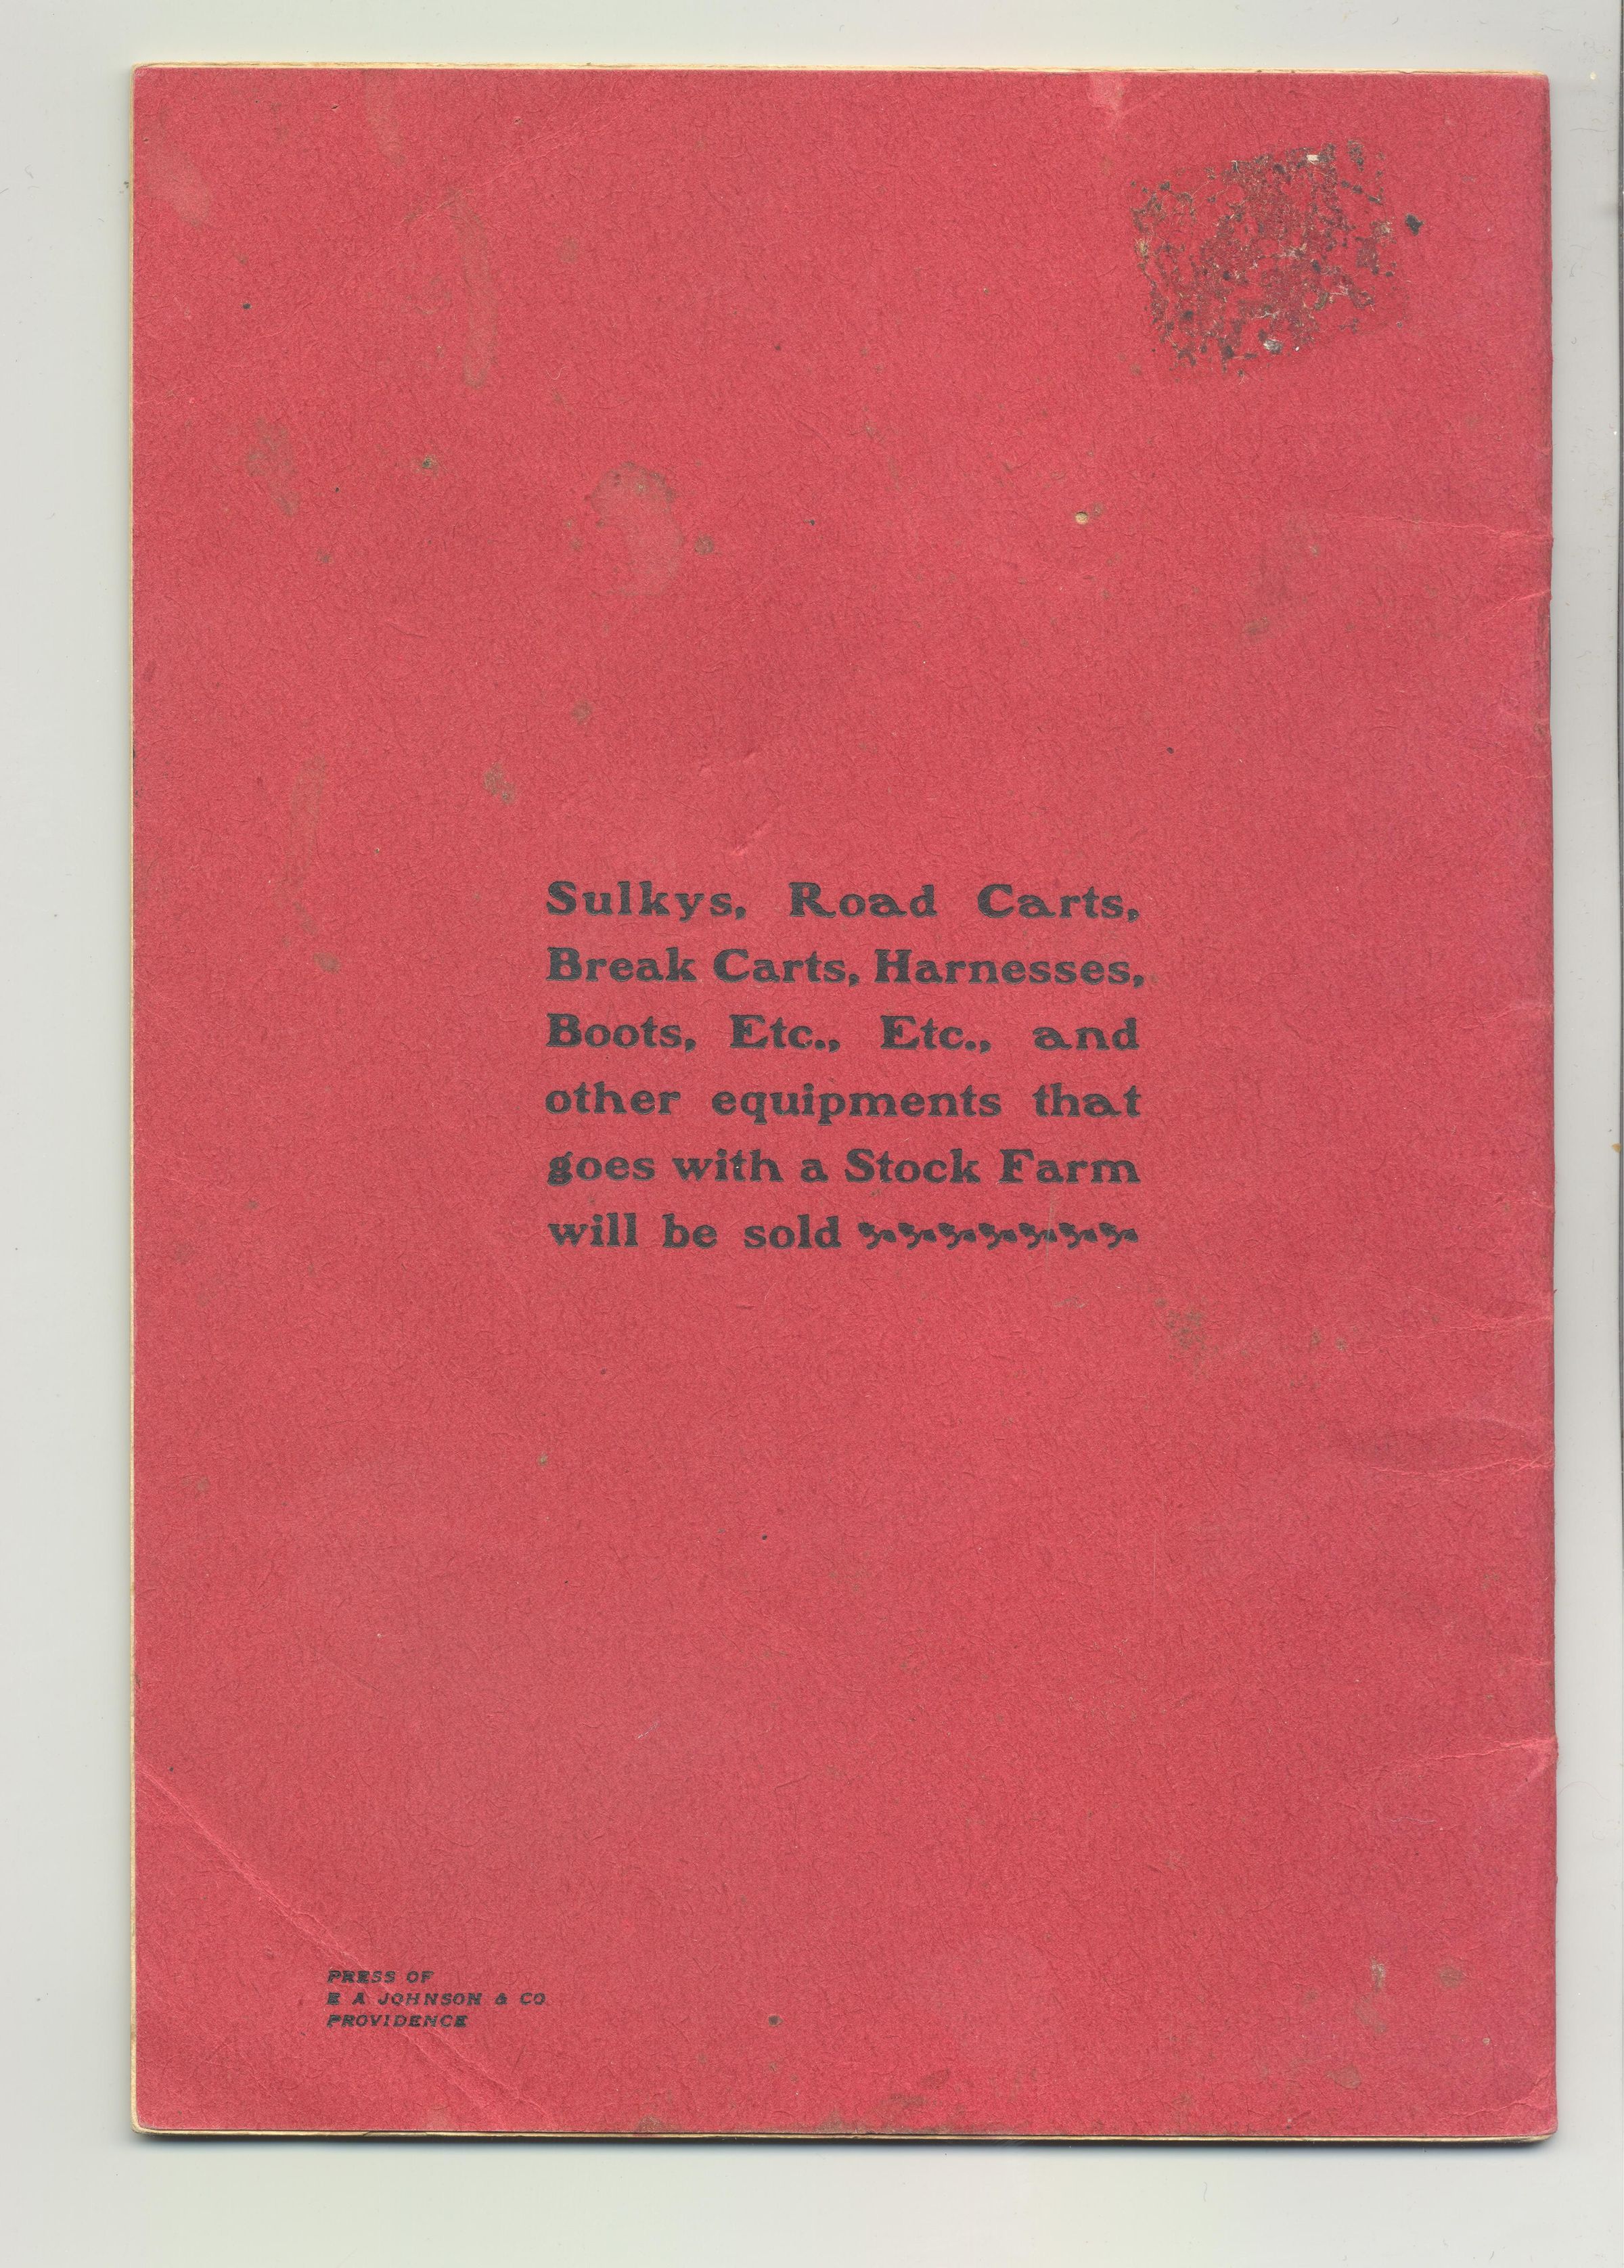 Sulkys, Road Carts,
Break Carts, Harnesses,
Boots, Etc., Etc., and
other equipments that
goes with a Stock Farm
will be sold
PRESS OF
E A JOHNSON & CO.
PROVIDENCE